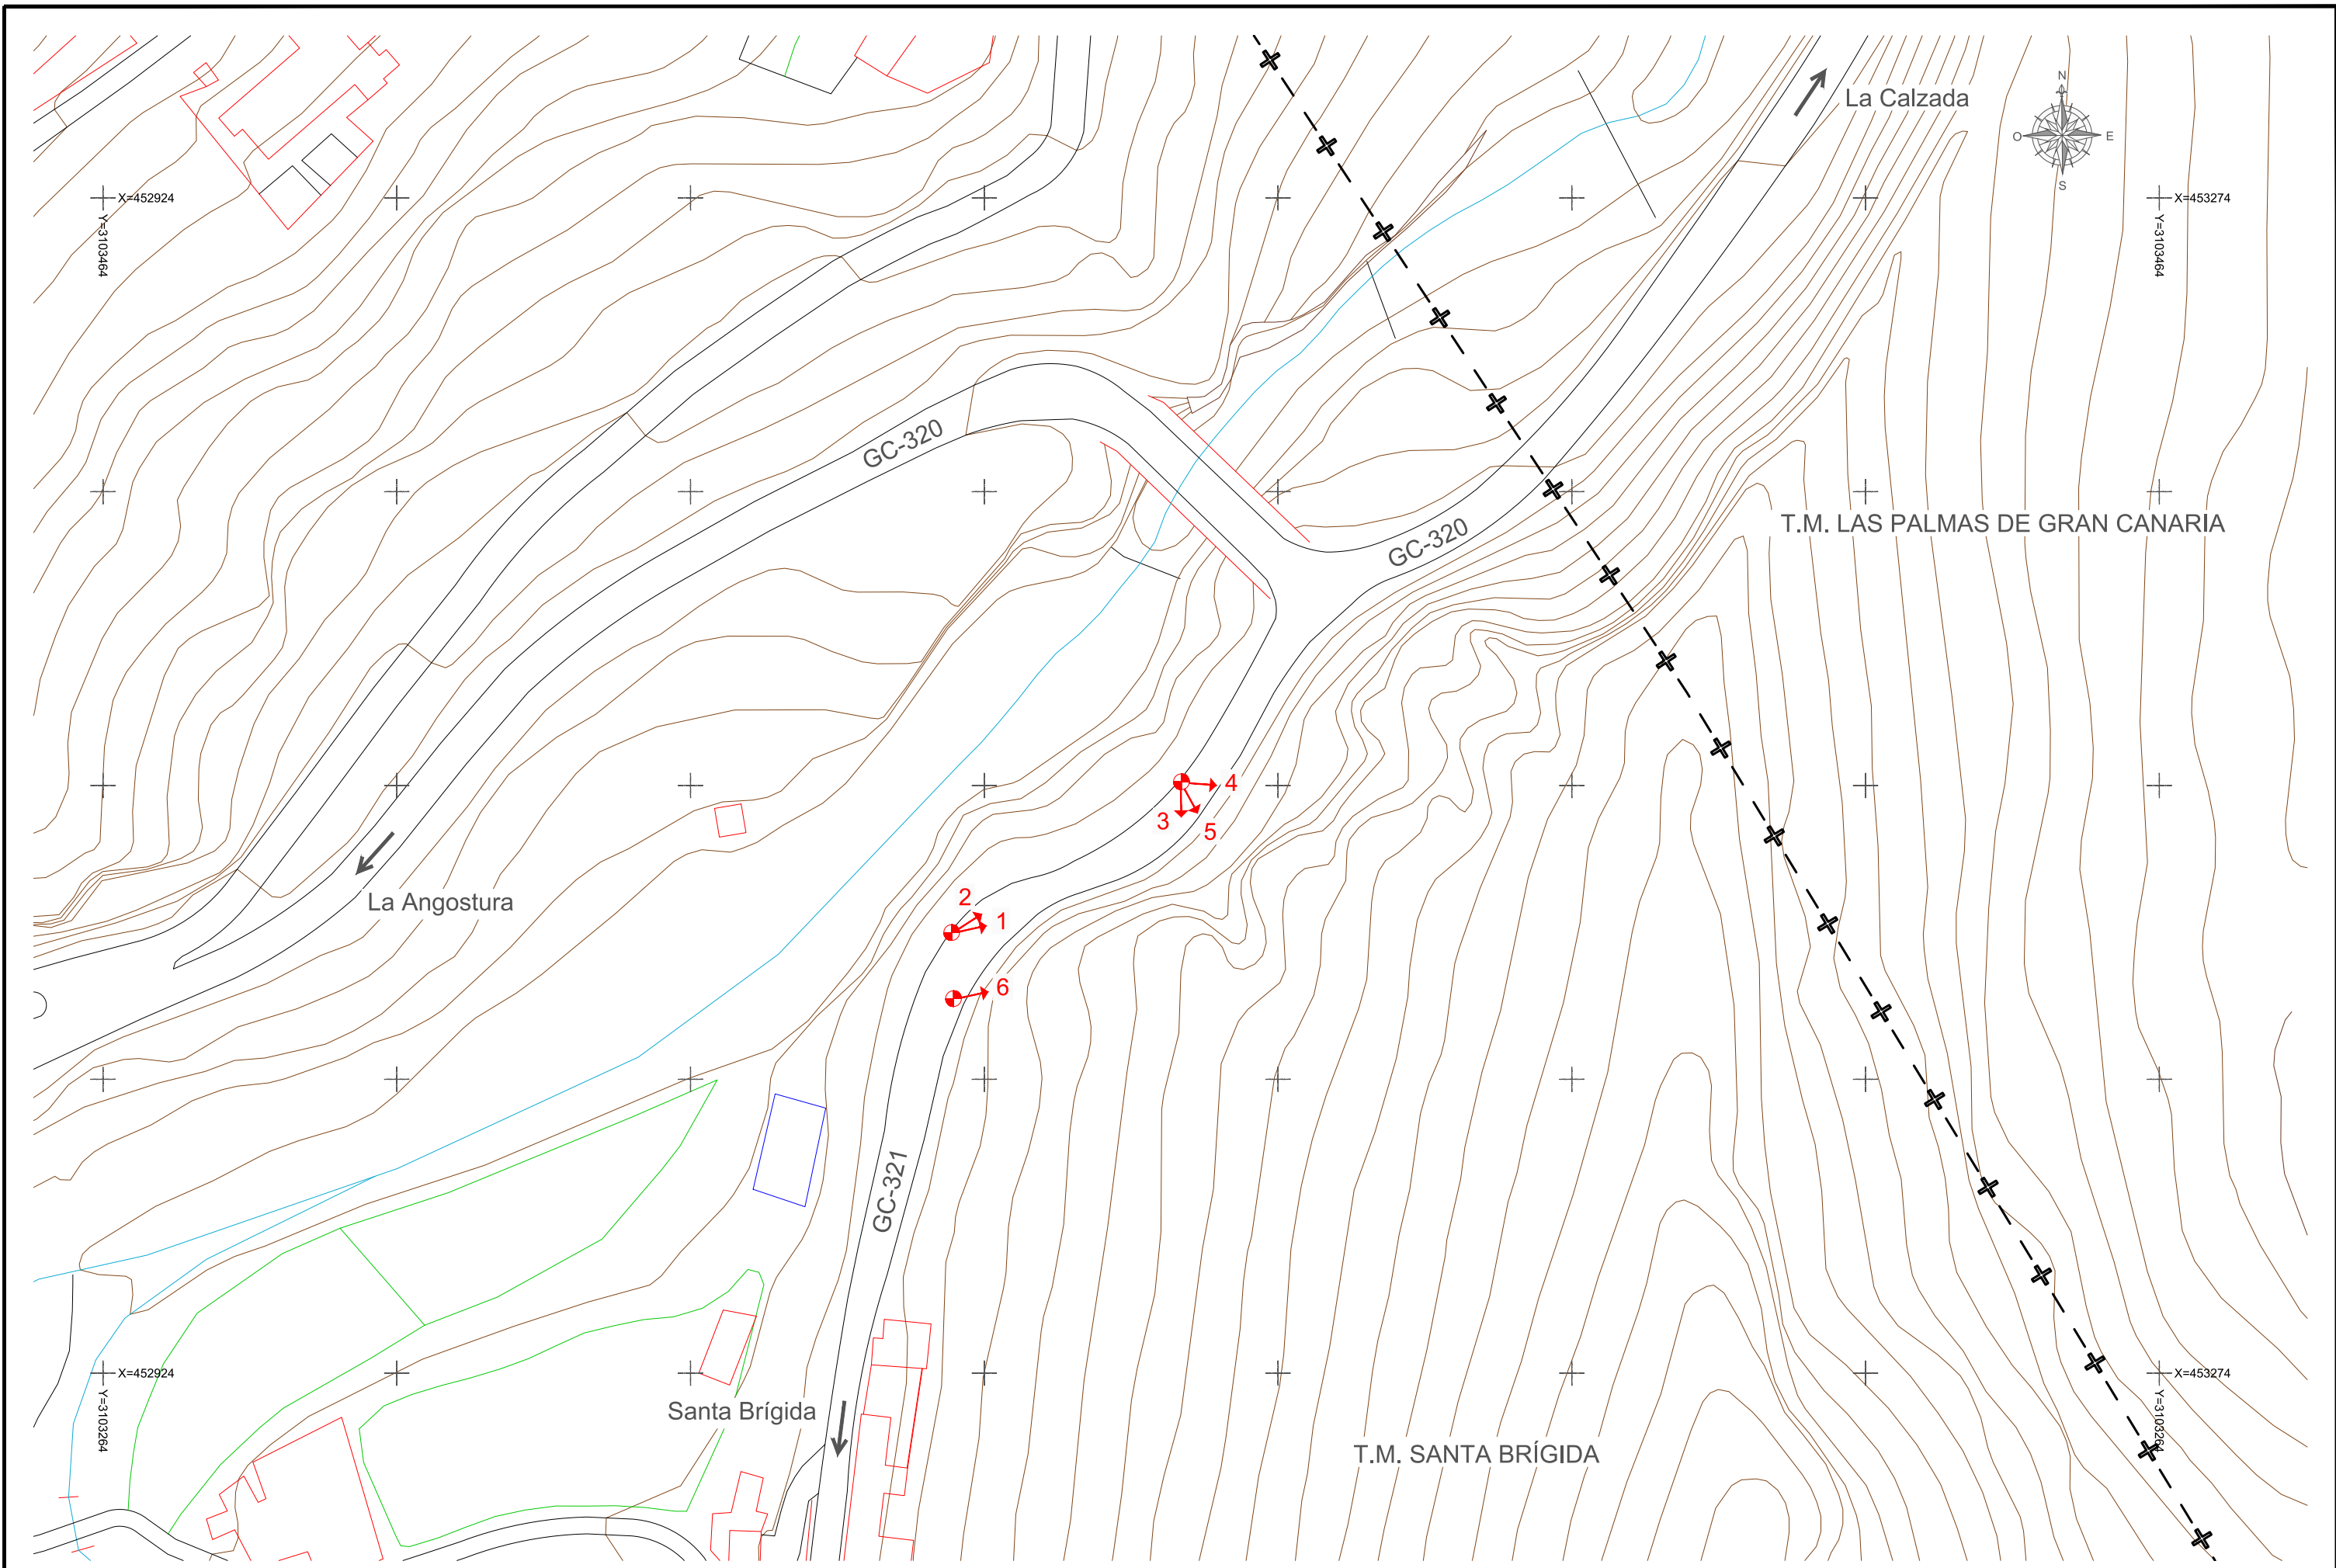 La Calzada
N
O
E
S
X=452924
Y=3103464
X=453274
Y=3103464
GC-320
GC-320
T.M. LAS PALMAS DE GRAN CANARIA
4
3
5
La Angostura
2
1
6
GC-321
X=452924
Y=3103264
X=453274
Y=3103264
Santa Brígida
T.M. SANTA BRÍGIDA